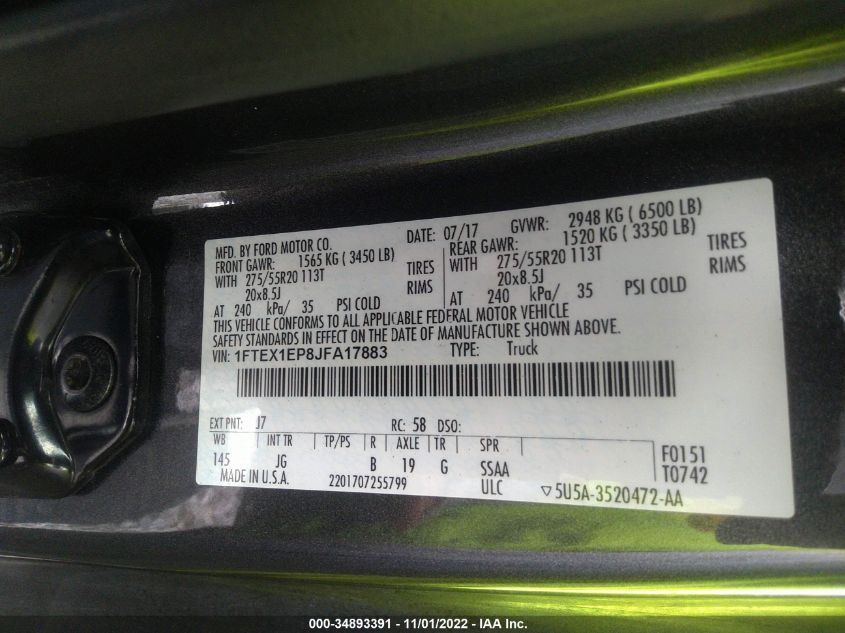 MFD. BY FORD MOTOR CO. DATE: 07/17 GVWR: 2948 KG ( 6500 LB)
FRONT GAWR: 1565 KG ( 3450 LB) REAR GAWR: 1520 KG ( 3350 LB)
WITH 275/55R20 113T TIRES WITH 275/55R20 113T TIRES
20x8.5J RIMS 20x8.5J RIMS
AT 240 kPa/ 35 PSI COLD AT 240 kPa/ 35 PSI COLD
THIS VEHICLE CONFORMS TO ALL APPLICABLE FEDERAL MOTOR VEHICLE
SAFETY STANDARDS IN EFFECT ON THE DATE OF MANUFACTURE SHOWN ABOVE.
VIN: 1FTEX1EP8JFA17883 TYPE: Truck
EXT PNT: J7 RC: 58 DSO:
WB INT TR TP/PS R AXLE TR SPR F0151
145 JG B 19 G SSAA T0742
MADE IN U.S.A. 2201707255799 ULC ▽5U5A-3520472-AA
000-34893391 - 11/01/2022 - IAA Inc.